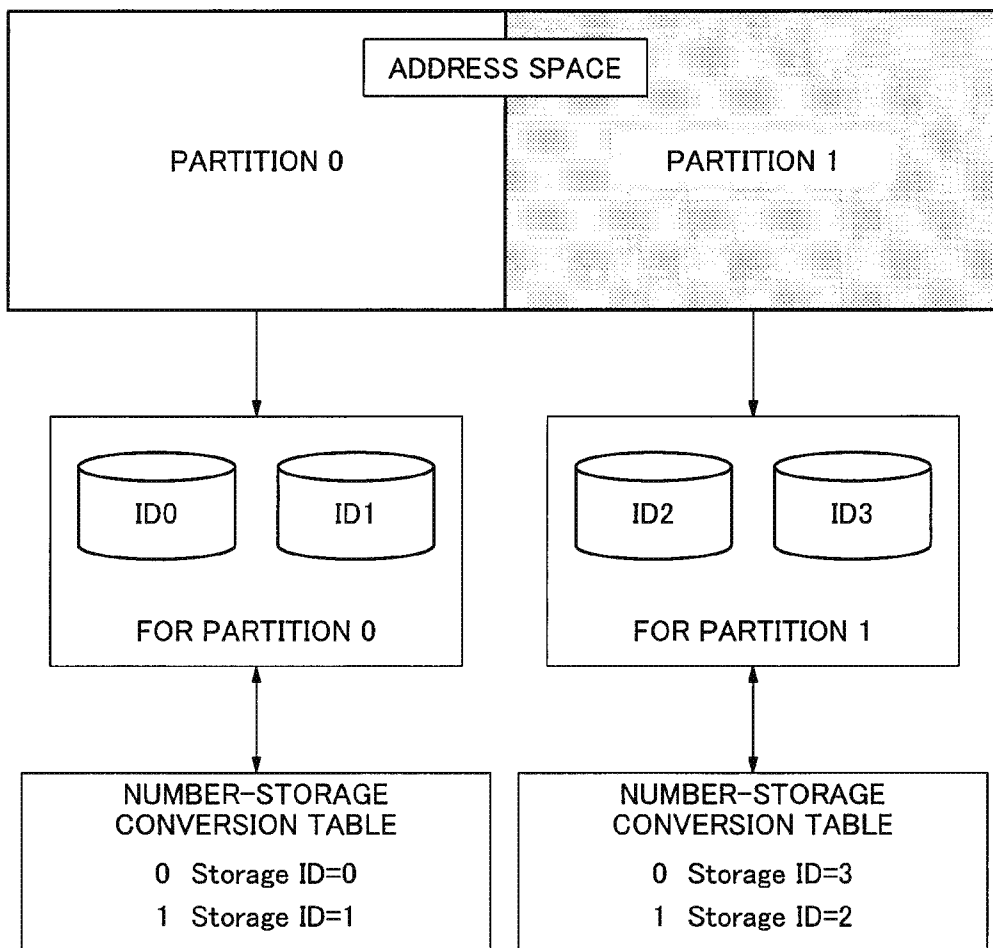 ADDRESS SPACE
PARTITION 0
PARTITION 1
ID0
ID1
FOR PARTITION 0
ID2
ID3
FOR PARTITION 1
NUMBER-STORAGE
CONVERSION TABLE
0 Storage ID=0
1 Storage ID=1
NUMBER-STORAGE
CONVERSION TABLE
0 Storage ID=3
1 Storage ID=2